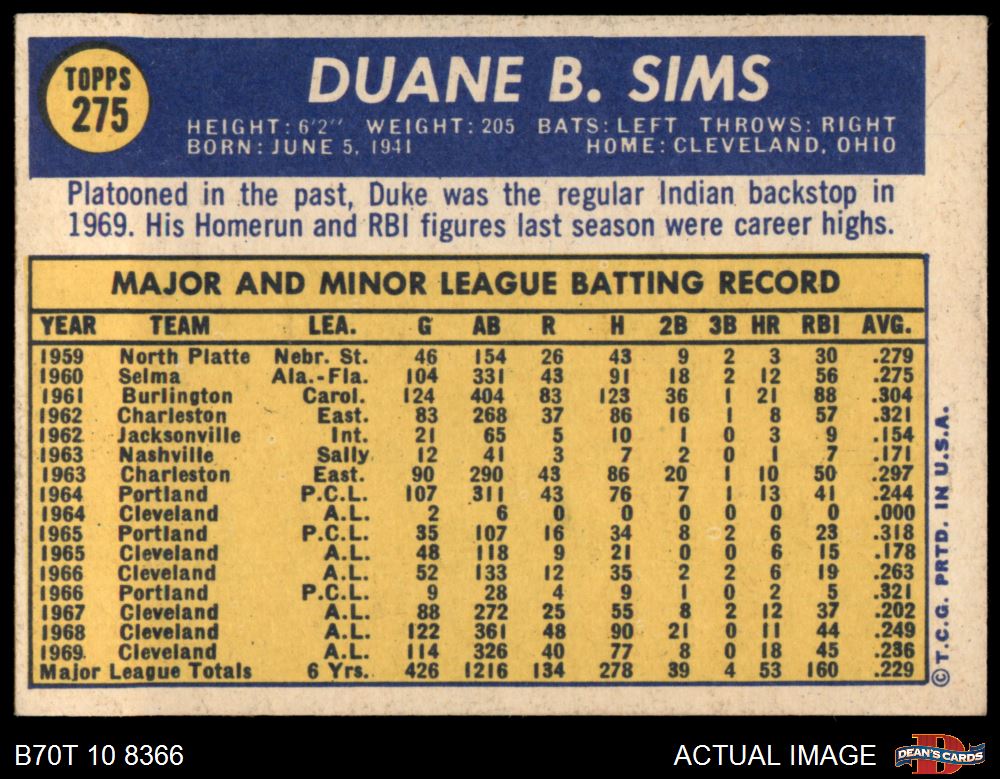 TOPPS
275
DUANE B. SIMS
HEIGHT: 6'2" WEIGHT: 205 BATS: LEFT THROWS: RIGHT
BORN: JUNE 5, 1941 HOME: CLEVELAND, OHIO
Platooned in the past, Duke was the regular Indian backstop in
1969. His Homerun and RBI figures last season were career highs.
MAJOR AND MINOR LEAGUE BATTING RECORD
YEAR TEAM LEA. G AB R H 2B 3B HR RBI AVG.
1959 North Platte Nebr. St. 46 154 26 43 9 2 3 30 .279
1960 Selma Ala.-Fla. 104 331 43 91 18 2 12 56 .275
1961 Burlington Carol. 124 404 83 123 36 1 21 88 .304
1962 Charleston East. 83 268 37 86 16 1 8 57 .321
1962 Jacksonville Int. 21 65 5 10 1 0 3 9 .154
1963 Nashville Sally 12 41 3 7 2 0 1 7 .171
1963 Charleston East. 90 290 43 86 20 1 10 50 .297
1964 Portland P.C.L. 107 311 43 76 7 1 13 41 .244
1964 Cleveland A.L. 2 6 0 0 0 0 0 0 .000
1965 Portland P.C.L. 35 107 16 34 8 2 6 23 .318
1965 Cleveland A.L. 48 118 9 21 0 0 6 15 .178
1966 Cleveland A.L. 52 133 12 35 2 2 6 19 .263
1966 Portland P.C.L. 9 28 4 9 1 0 2 5 .321
1967 Cleveland A.L. 88 272 25 55 8 2 12 37 .202
1968 Cleveland A.L. 122 361 48 90 21 0 11 44 .249
1969 Cleveland A.L. 114 326 40 77 8 0 18 45 .236
Major League Totals 6 Yrs. 426 1216 134 278 39 4 53 160 .229
©T.C.G. PRTD. IN U.S.A.
B70T 10 8366 ACTUAL IMAGE
D
DEAN'S CARDS